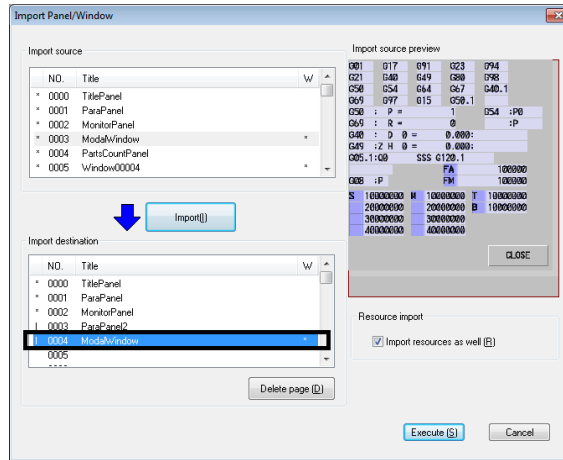 Import Panel/Window
Import source
NO. Title W
* 0000 TitlePanel
* 0001 ParaPanel
* 0002 MonitorPanel
* 0003 ModalWindow *
* 0004 PartsCountPanel
* 0005 Window00004 *
Import(I)
Import destination
NO. Title W
* 0000 TitlePanel
* 0001 ParaPanel
* 0002 MonitorPanel
I 0003 ParaPanel2
I 0004 ModalWindow *
0005
Delete page (D)
Import source preview
G01 G17 G91 G23 G94
G21 G40 G49 G80 G98
G50 G54 G64 G67 G40.1
G69 G97 G15 G50.1
G50 : P = 1 G54 :P0
G69 : R = 0 :P
G40 : D 0 = 0.000:
G49 :Z H 0 = 0.000:
G05.1:Q0 SSS G120.1
FA 100000
G08 :P FM 100000
S 10000000 M 10000000 T 10000000
20000000 20000000 B 10000000
30000000 30000000
40000000 40000000
CLOSE
Resource import
Import resources as well (R)
Execute (S) Cancel